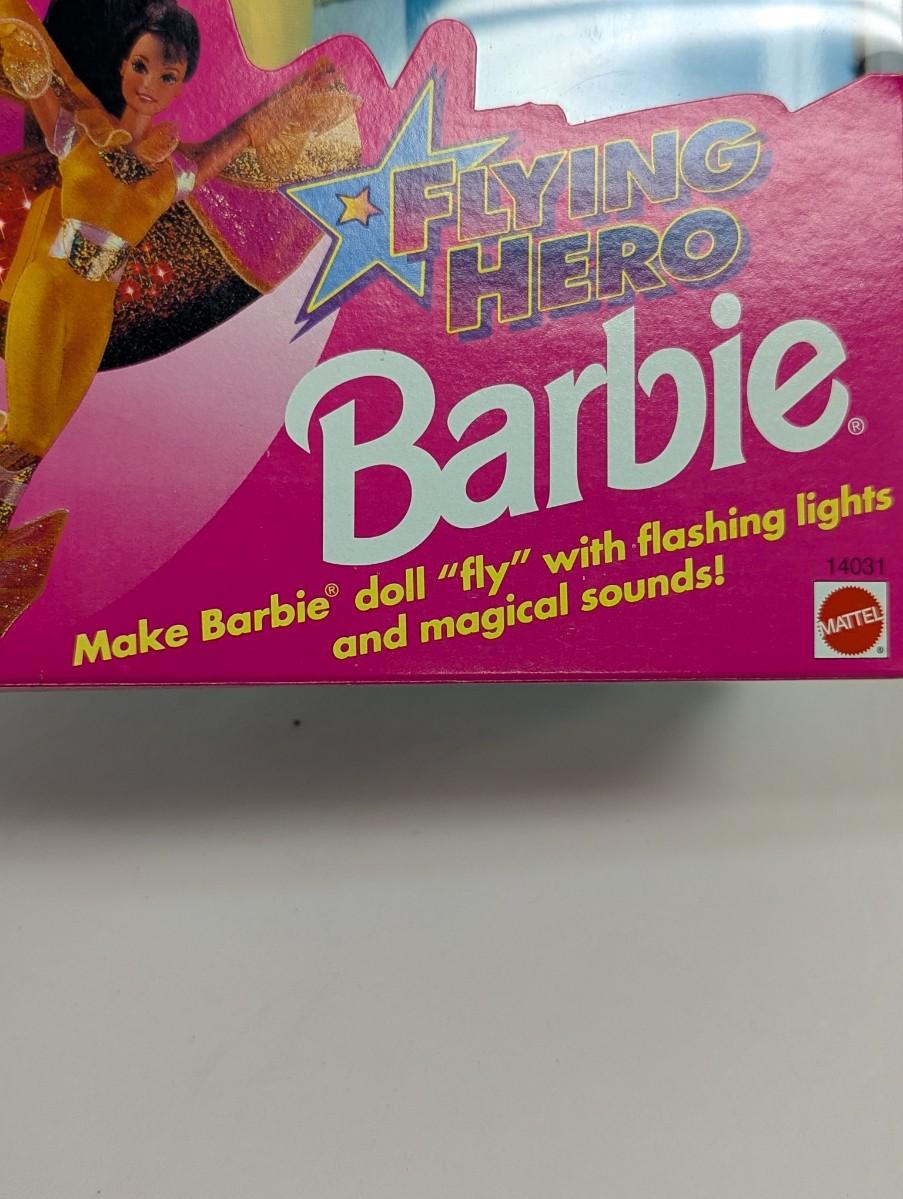 FLYING
HERO
Barbie®
Make Barbie® doll “fly” with flashing lights
and magical sounds!
14031
MATTEL®